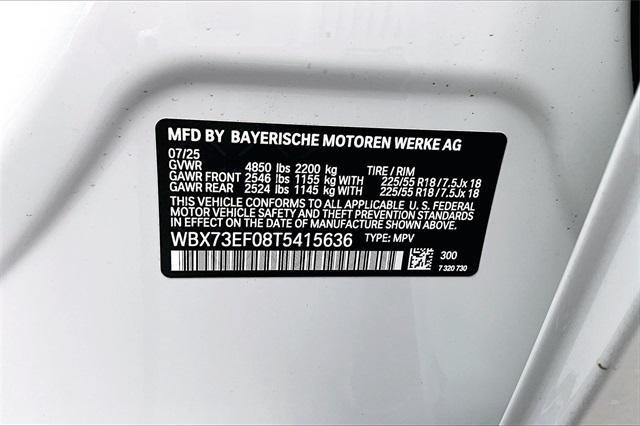 MFD BY BAYERISCHE MOTOREN WERKE AG
07/25
GVWR 4850 lbs 2200 kg TIRE / RIM
GAWR FRONT 2546 lbs 1155 kg WITH 225/55 R18 / 7.5Jx 18
GAWR REAR 2524 lbs 1145 kg WITH 225/55 R18 / 7.5Jx 18
THIS VEHICLE CONFORMS TO ALL APPLICABLE U. S. FEDERAL
MOTOR VEHICLE SAFETY, BUMPER, AND THEFT PREVENTION
STANDARDS IN EFFECT ON THE DATE OF MANUFACTURE SHOWN ABOVE.
WBX73EF08T5415636 TYPE: MPV
300
7 320 730